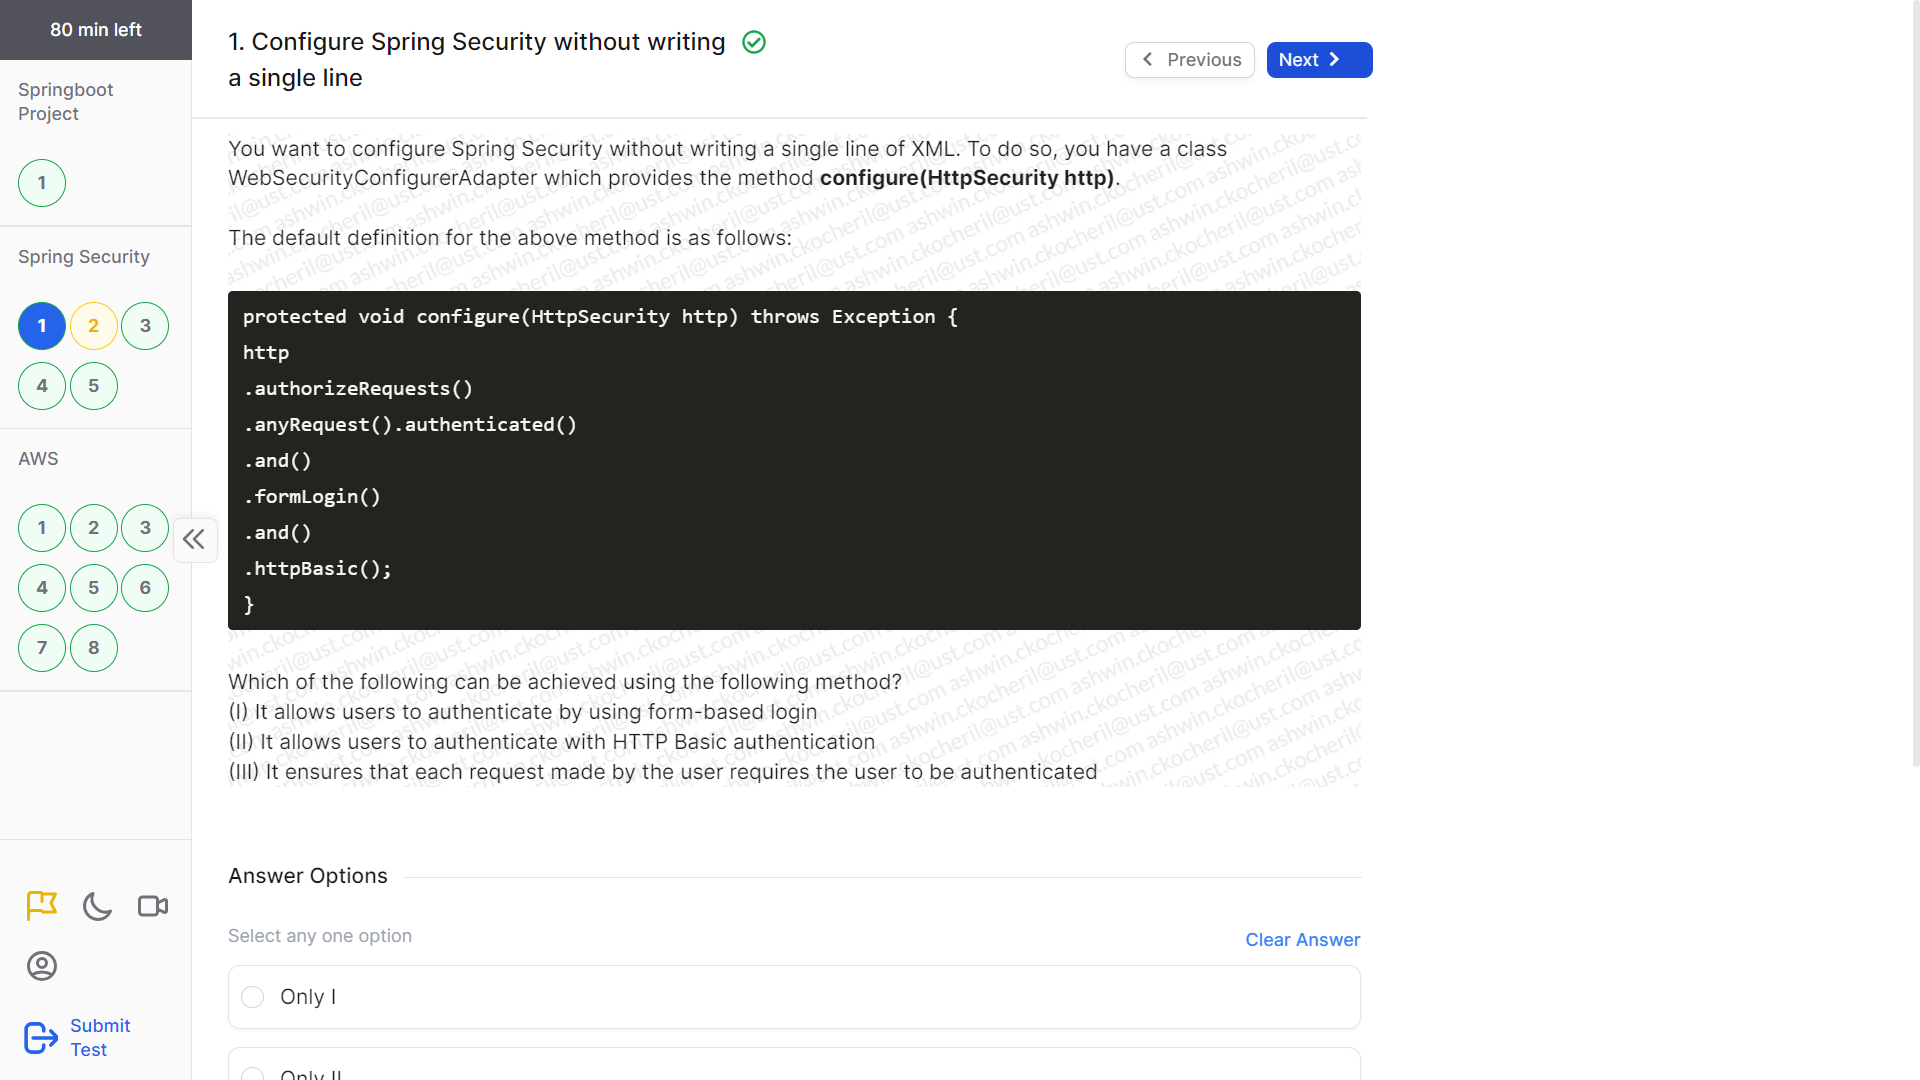 80 min left
Springboot
Project
1
Spring Security
1
2
3
4
5
AWS
1
2
3
4
5
6
7
8
Submit
Test
1. Configure Spring Security without writing
a single line
Previous
Next
You want to configure Spring Security without writing a single line of XML. To do so, you have a class
WebSecurityConfigurerAdapter which provides the method configure(HttpSecurity http).
The default definition for the above method is as follows:
protected void configure(HttpSecurity http) throws Exception {
http
.authorizeRequests()
.anyRequest().authenticated()
.and()
.formLogin()
.and()
.httpBasic();
}
Which of the following can be achieved using the following method?
(I) It allows users to authenticate by using form-based login
(II) It allows users to authenticate with HTTP Basic authentication
(III) It ensures that each request made by the user requires the user to be authenticated
Answer Options
Select any one option
Clear Answer
Only I
Only II